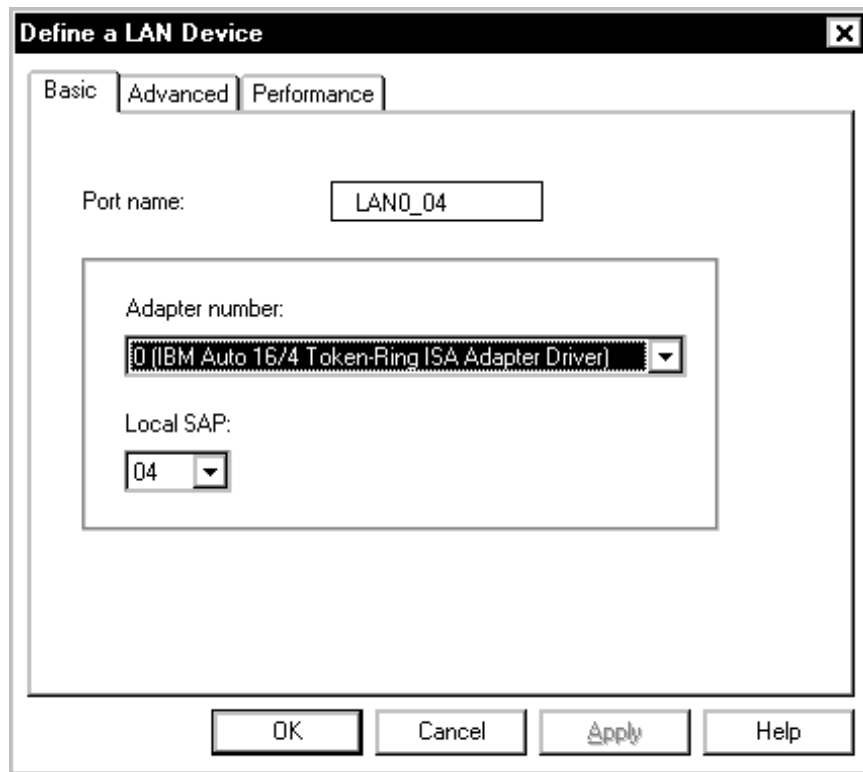 Define a LAN Device
Basic Advanced Performance
Port name: LAN0_04
Adapter number:
0 (IBM Auto 16/4 Token-Ring ISA Adapter Driver)
Local SAP:
04
OK Cancel Apply Help